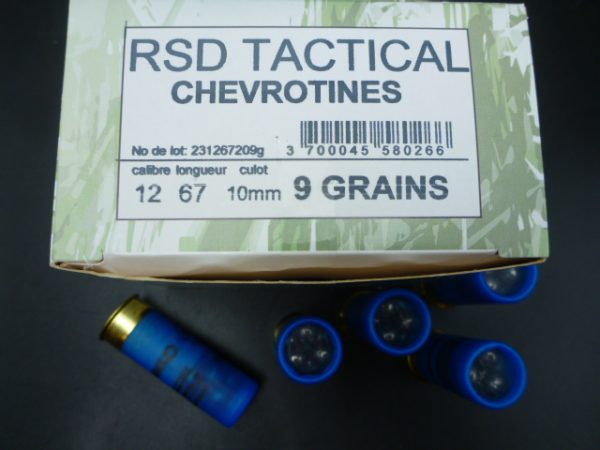 RSD TACTICAL
CHEVROTINES
No de lot: 231267209g
3 700045 580266
calibre longueur culot
12 67 10mm 9 GRAINS